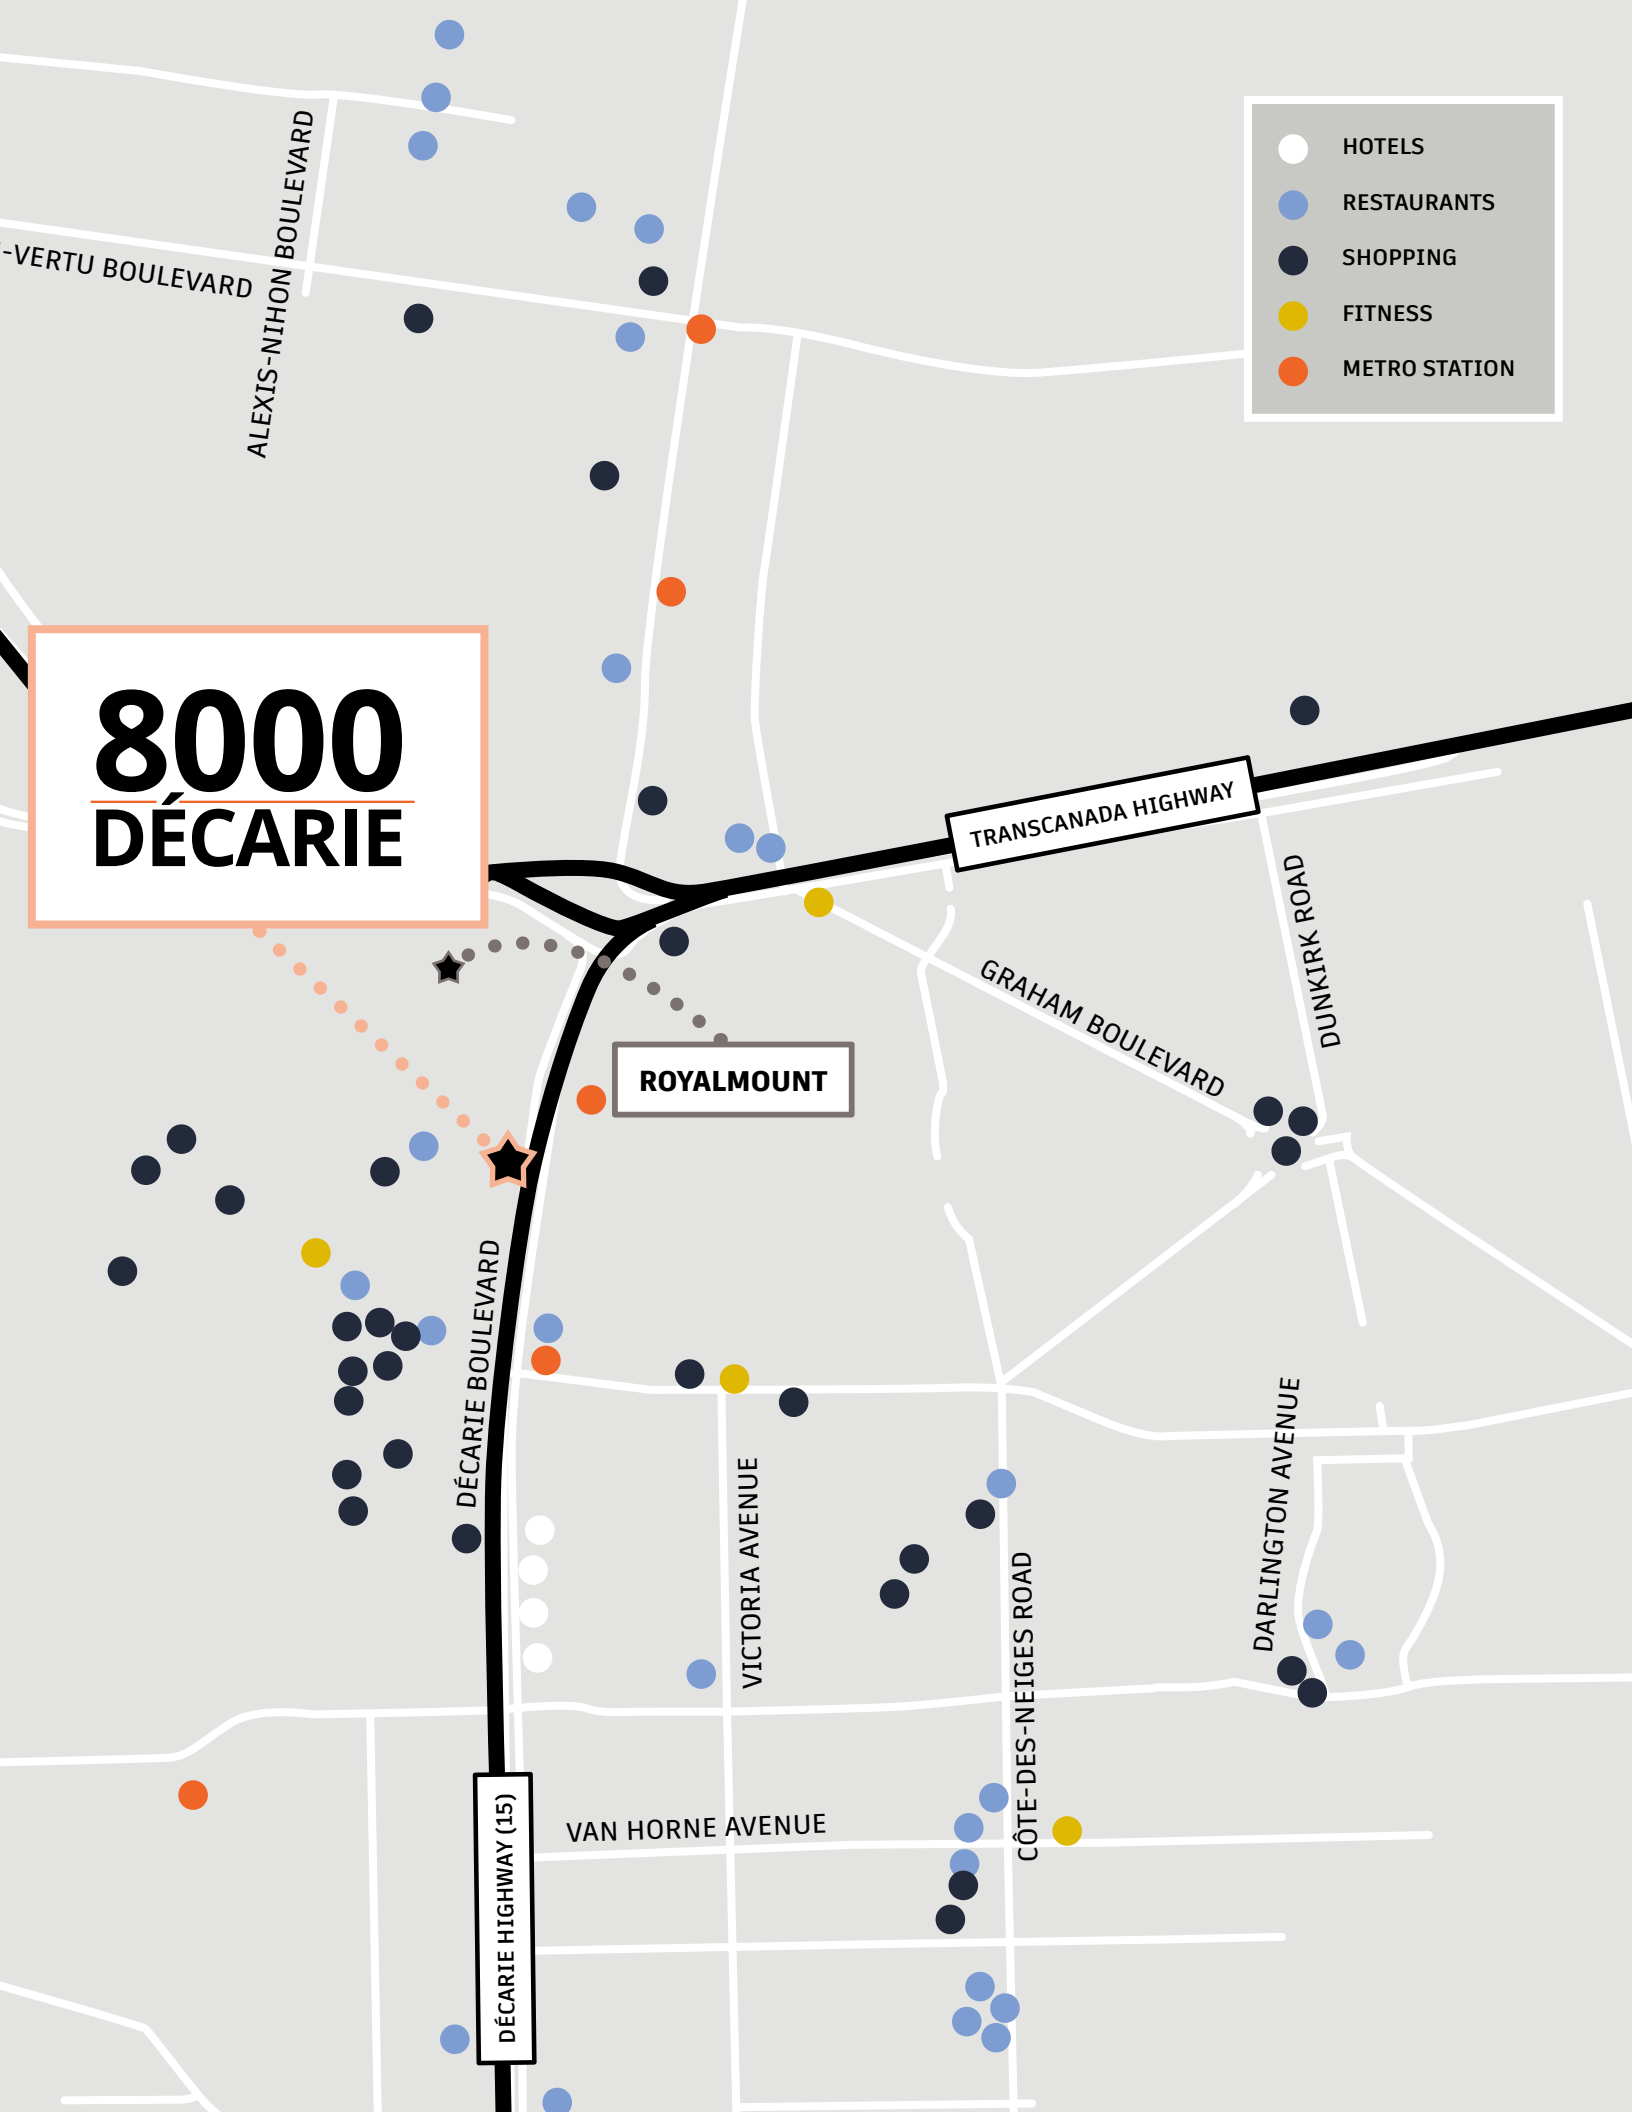 HOTELS
RESTAURANTS
SHOPPING
FITNESS
METRO STATION
ALEXIS-NIHON BOULEVARD
-VERTU BOULEVARD
8000
DÉCARIE
TRANSCANADA HIGHWAY
DUNKIRK ROAD
GRAHAM BOULEVARD
ROYALMOUNT
DÉCARIE BOULEVARD
VICTORIA AVENUE
DARLINGTON AVENUE
CÔTE-DES-NEIGES ROAD
VAN HORNE AVENUE
DÉCARIE HIGHWAY (15)